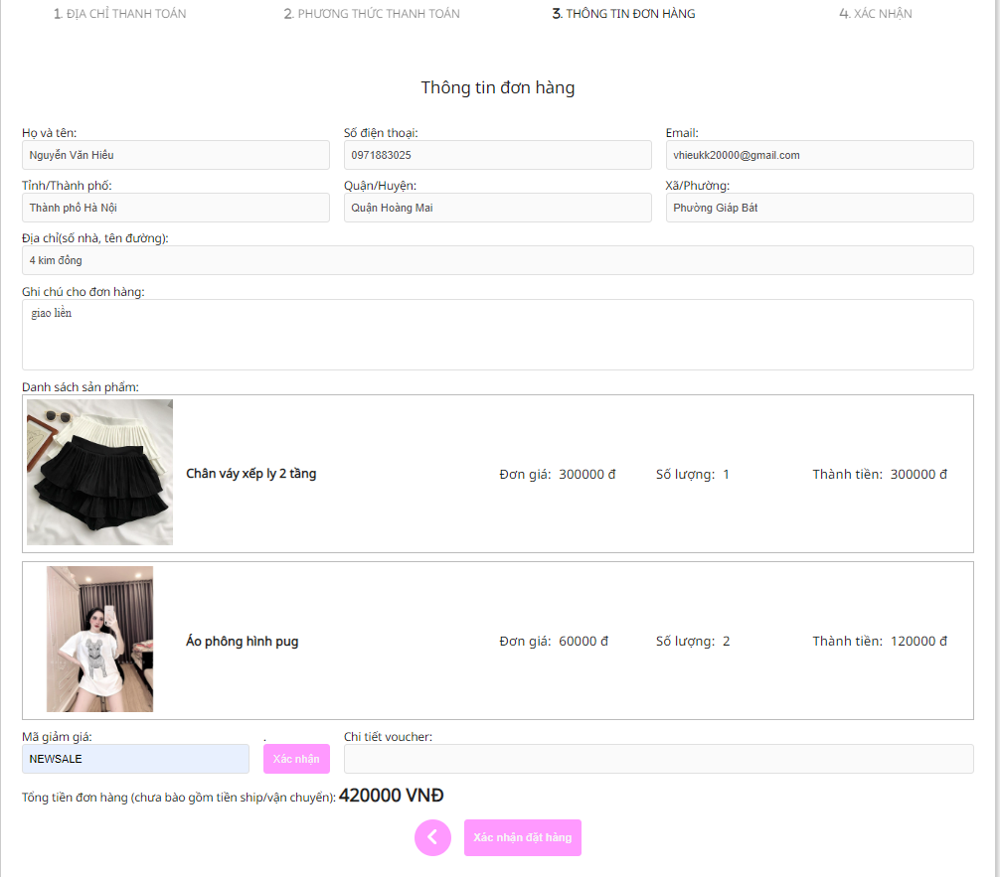 1. ĐỊA CHỈ THANH TOÁN 2. PHƯƠNG THỨC THANH TOÁN 3. THÔNG TIN ĐƠN HÀNG 4. XÁC NHẬN
Thông tin đơn hàng
Họ và tên: Số điện thoại: Email:
Nguyễn Văn Hiếu 0971883025 vhieukk20000@gmail.com
Tỉnh/Thành phố: Quận/Huyện: Xã/Phường:
Thành phố Hà Nội Quận Hoàng Mai Phường Giáp Bát
Địa chỉ(số nhà, tên đường):
4 kim đồng
Ghi chú cho đơn hàng:
giao liền
Danh sách sản phẩm:
Chân váy xếp ly 2 tầng Đơn giá: 300000 đ Số lượng: 1 Thành tiền: 300000 đ
Áo phông hình pug Đơn giá: 60000 đ Số lượng: 2 Thành tiền: 120000 đ
Mã giảm giá: . Chi tiết voucher:
NEWSALE Xác nhận
Tổng tiền đơn hàng (chưa bào gồm tiền ship/vận chuyển): 420000 VNĐ
Xác nhận đặt hàng